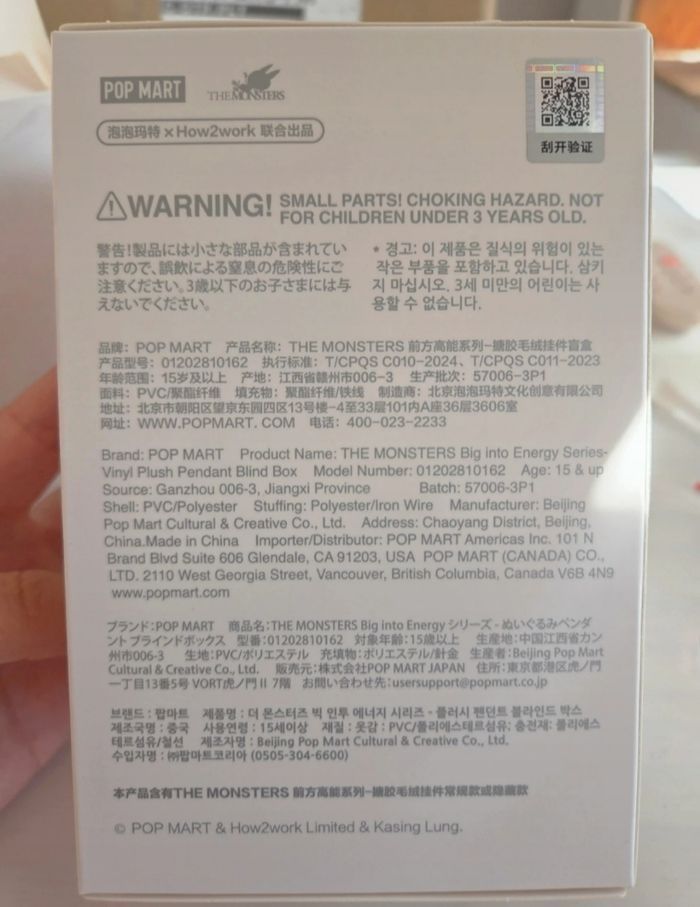 POP MART
THE MONSTERS
泡泡玛特 × How2work 联合出品
刮开验证
WARNING! SMALL PARTS! CHOKING HAZARD. NOT
FOR CHILDREN UNDER 3 YEARS OLD.
警告!製品には小さな部品が含まれてい
ますので、誤飲による窒息の危険性にご
注意ください。3歳以下のお子さまには与
えないでください。
* 경고: 이 제품은 질식의 위험이 있는
작은 부품을 포함하고 있습니다. 삼키
지 마십시오. 3세 미만의 어린이는 사
용할 수 없습니다.
品牌: POP MART 产品名称: THE MONSTERS 前方高能系列-搪胶毛绒挂件盲盒
产品型号: 01202810162 执行标准: T/CPQS C010-2024、T/CPQS C011-2023
年龄范围: 15岁及以上 产地: 江西省赣州市006-3 生产批次: 57006-3P1
面料: PVC/聚酯纤维 填充物: 聚酯纤维/铁线 制造商: 北京泡泡玛特文化创意有限公司
地址: 北京市朝阳区望京东园四区13号楼-4至33层101内A座36层3606室
网址: WWW.POPMART. COM 电话: 400-023-2233
Brand: POP MART Product Name: THE MONSTERS Big into Energy Series-
Vinyl Plush Pendant Blind Box Model Number: 01202810162 Age: 15 & up
Source: Ganzhou 006-3, Jiangxi Province Batch: 57006-3P1
Shell: PVC/Polyester Stuffing: Polyester/Iron Wire Manufacturer: Beijing
Pop Mart Cultural & Creative Co., Ltd. Address: Chaoyang District, Beijing,
China.Made in China Importer/Distributor: POP MART Americas Inc. 101 N
Brand Blvd Suite 606 Glendale, CA 91203, USA POP MART (CANADA) CO.,
LTD. 2110 West Georgia Street, Vancouver, British Columbia, Canada V6B 4N9
www.popmart.com
ブランド:POP MART 商品名:THE MONSTERS Big into Energy シリーズ - ぬいぐるみペンダ
ント ブラインドボックス 型番:01202810162 対象年齢:15歳以上 生産地:中国江西省カン
州市006-3 生地:PVC/ポリエステル 充填物:ポリエステル/針金 生産者:Beijing Pop Mart
Cultural & Creative Co., Ltd. 販売元:株式会社POP MART JAPAN 住所:東京都港区虎ノ門
一丁目13番5号 VORT虎ノ門 II 7階 お問い合わせ先:usersupport@popmart.co.jp
브랜드 : 팝마트 제품명 : 더 몬스터즈 빅 인투 에너지 시리즈 - 플러시 펜던트 블라인드 박스
제조국명 : 중국 사용연령 : 15세이상 재질 : 겉감 : PVC/폴리에스테르섬유; 충전재: 폴리에스
테르섬유/철선 제조자명 : Beijing Pop Mart Cultural & Creative Co., Ltd.
수입자명 : ㈜팝마트코리아 (0505-304-6600)
本产品含有THE MONSTERS 前方高能系列-搪胶毛绒挂件常规款或隐藏款
© POP MART & How2work Limited & Kasing Lung.